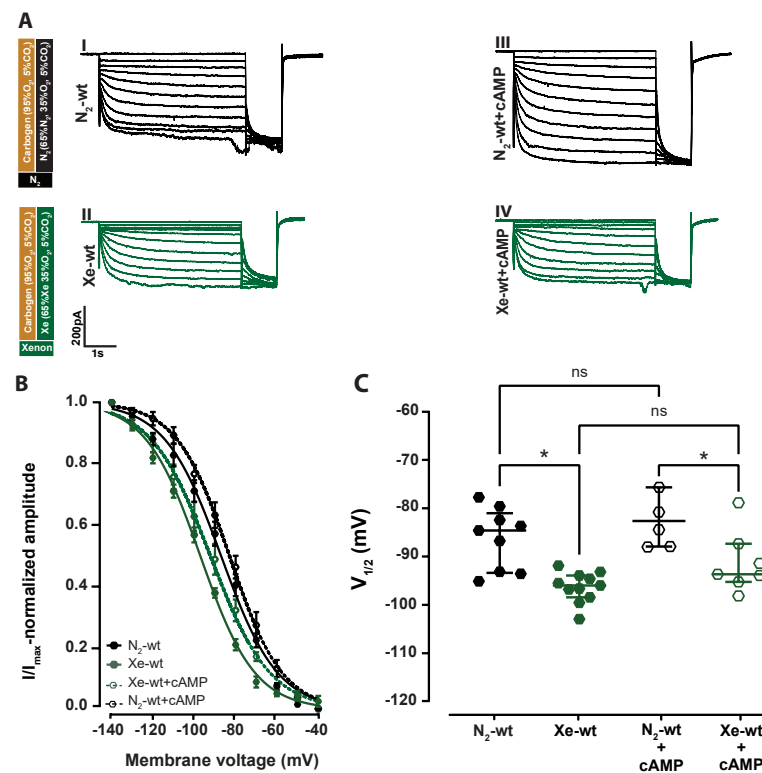 A
Carbogen (95%O₂, 5%CO₂)
N₂(65%N₂, 35%O₂, 5%CO₂)
N₂
I
N₂-wt
III
N₂-wt+cAMP
Carbogen (95%O₂, 5%CO₂)
Xe (65%Xe 35%O₂, 5%CO₂)
Xenon
II
Xe-wt
IV
Xe-wt+cAMP
200pA
1s
B
I/Imax-normalized amplitude
1.0
0.8
0.6
0.4
0.2
0.0
N₂-wt
Xe-wt
Xe-wt+cAMP
N₂-wt+cAMP
-140 -120 -100 -80 -60 -40
Membrane voltage (mV)
C
V1/2 (mV)
-60
-70
-80
-90
-100
-110
-120
ns
ns
*
*
N₂-wt
Xe-wt
N₂-wt
+
cAMP
Xe-wt
+
cAMP